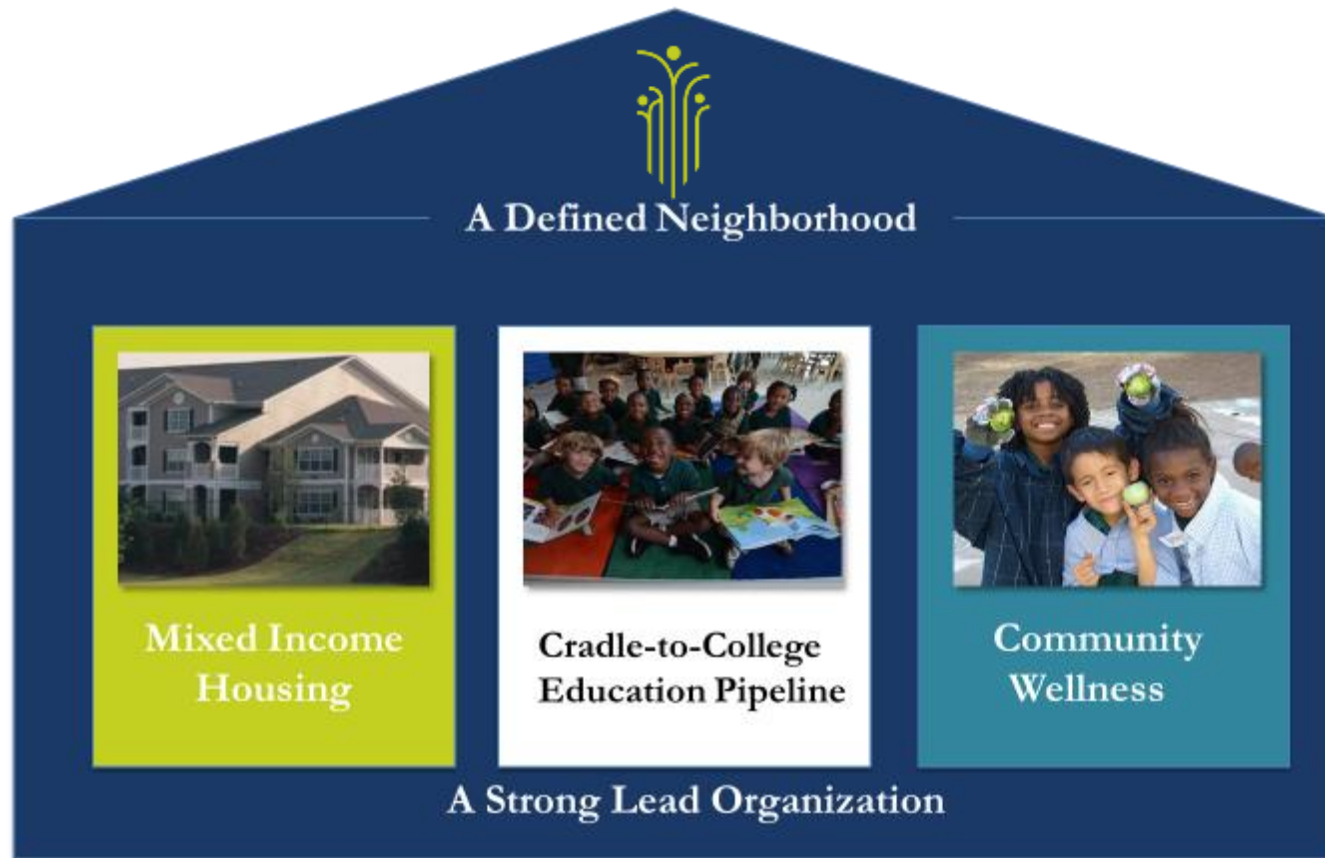 A Defined Neighborhood
Mixed Income
Housing
Cradle-to-College
Education Pipeline
Community
Wellness
A Strong Lead Organization